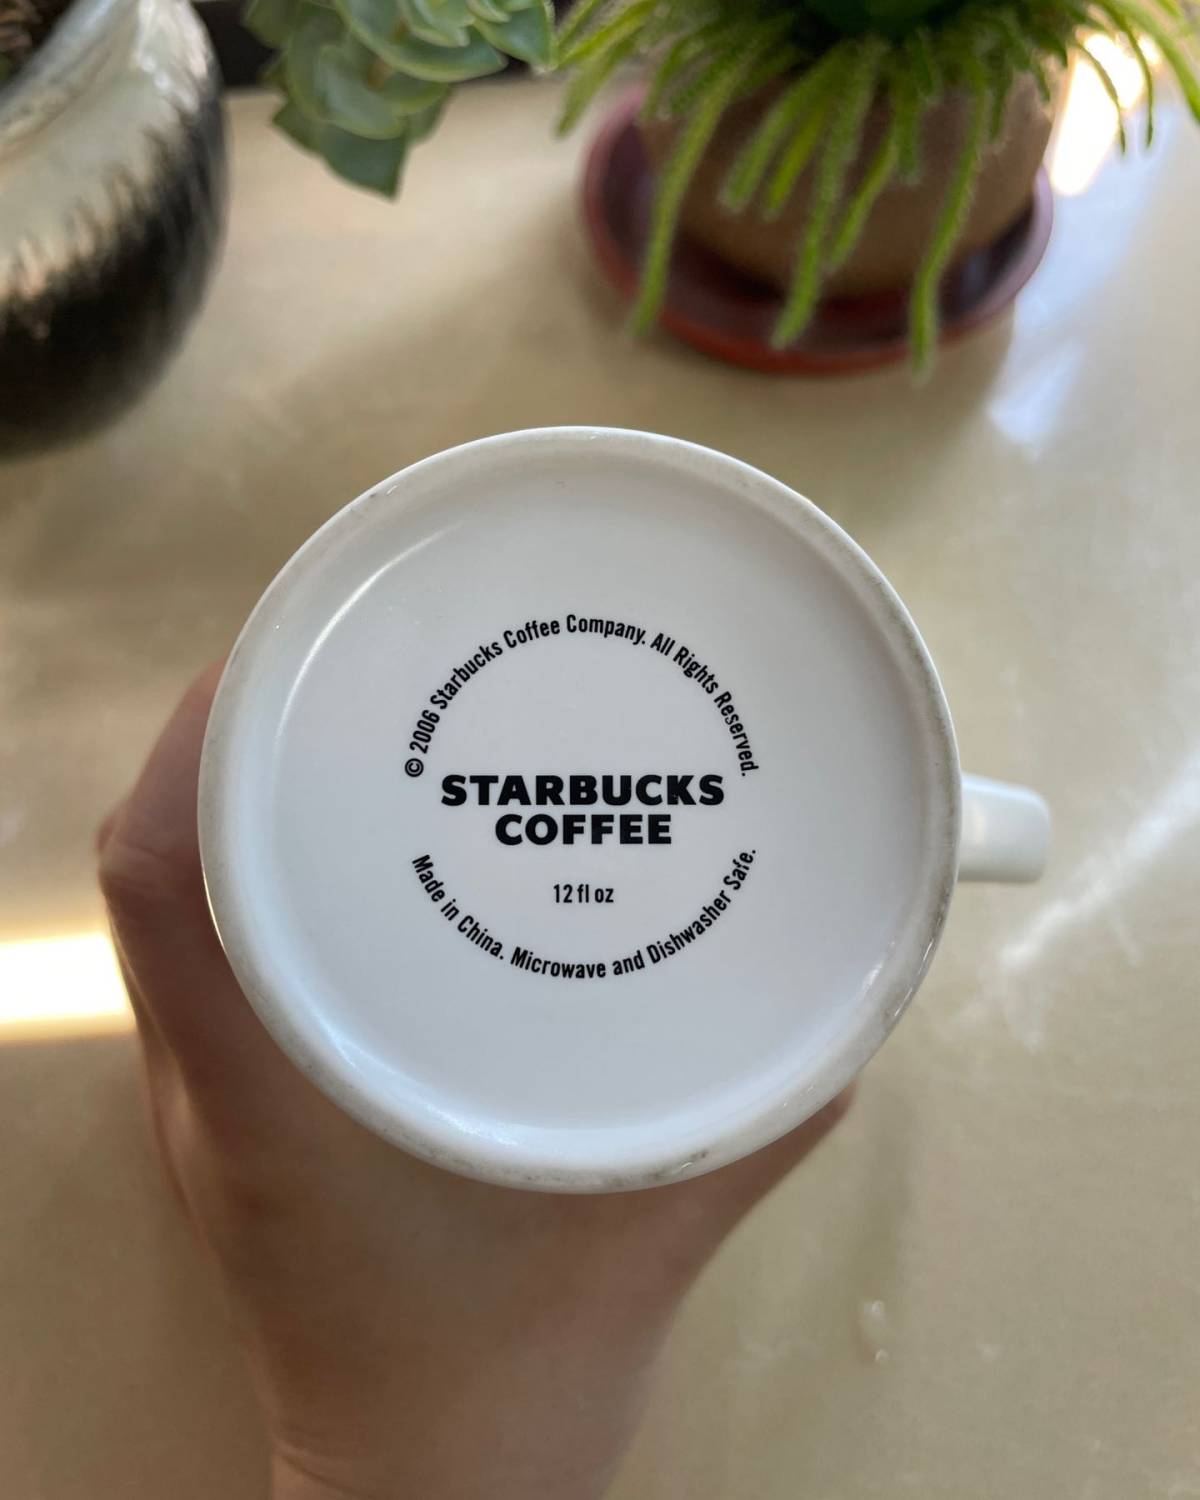 © 2006 Starbucks Coffee Company. All Rights Reserved.
STARBUCKS
COFFEE
12 fl oz
Made in China. Microwave and Dishwasher Safe.